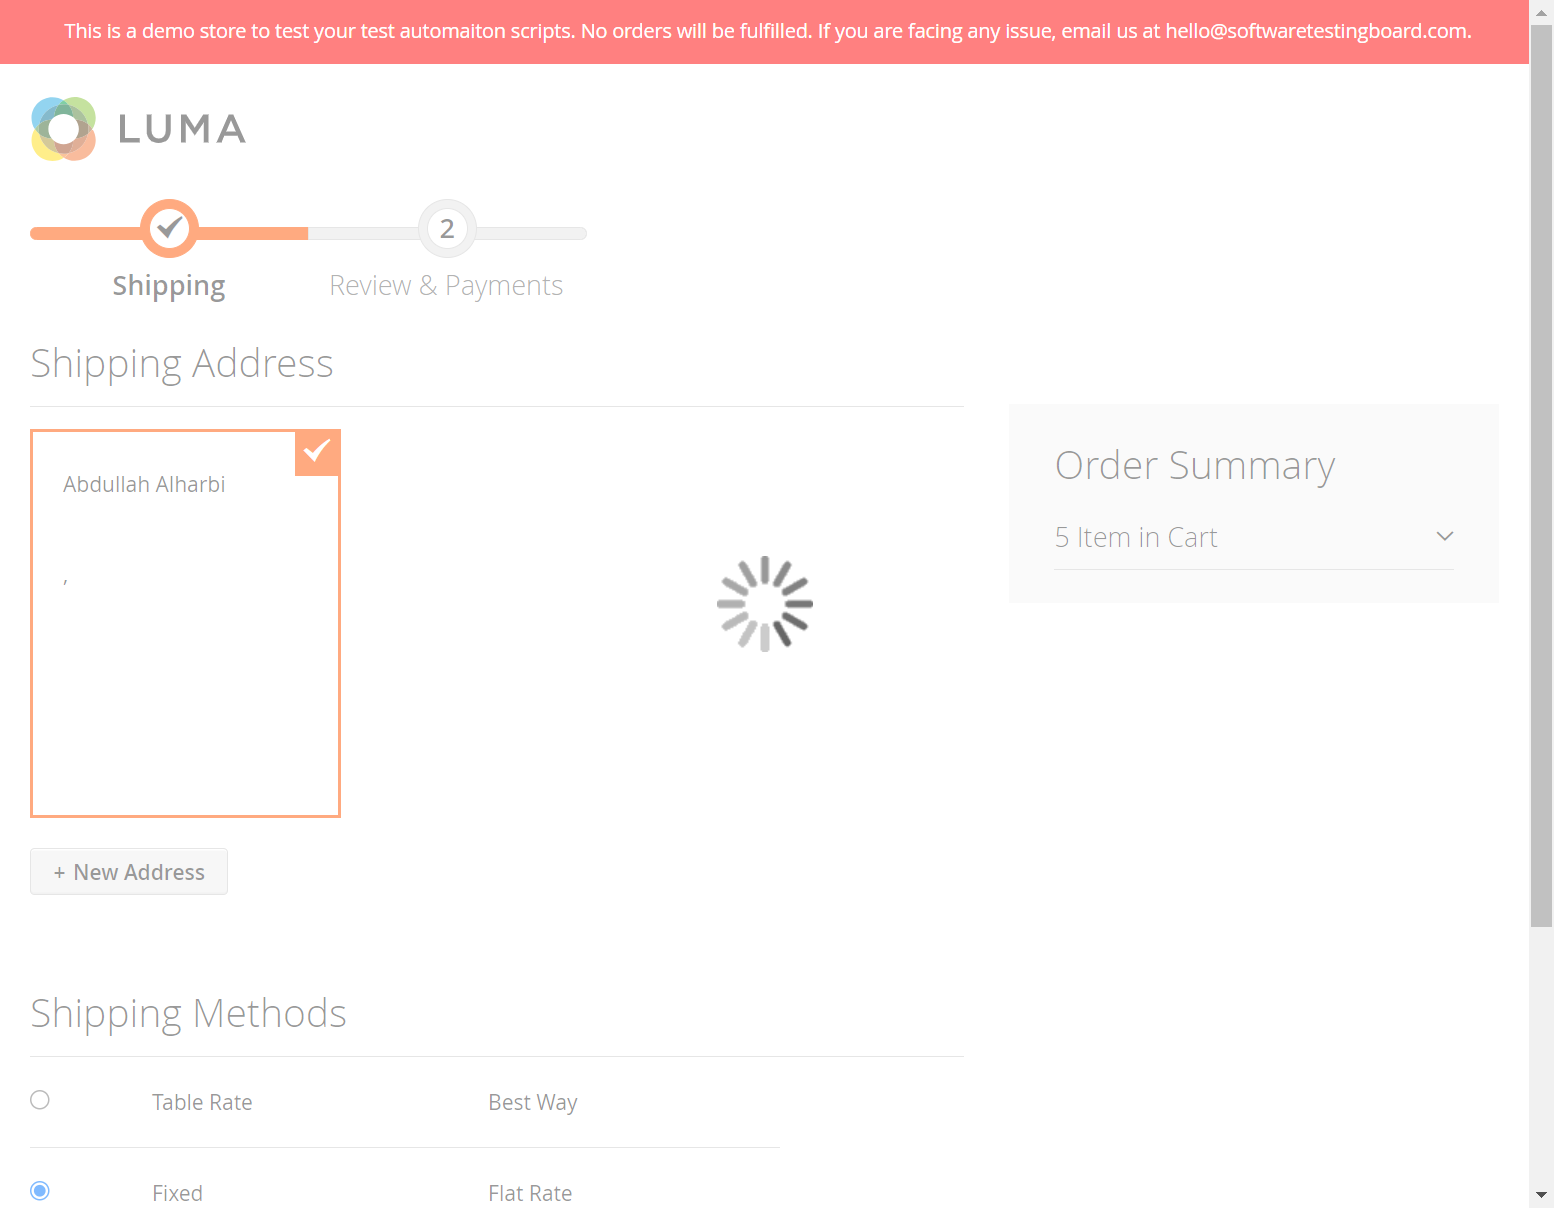 This is a demo store to test your test automaiton scripts. No orders will be fulfilled. If you are facing any issue, email us at hello@softwaretestingboard.com.
LUMA
2
Shipping
Review & Payments
Shipping Address
Abdullah Alharbi
,
Order Summary
5 Item in Cart
+ New Address
Shipping Methods
Table Rate Best Way
Fixed Flat Rate